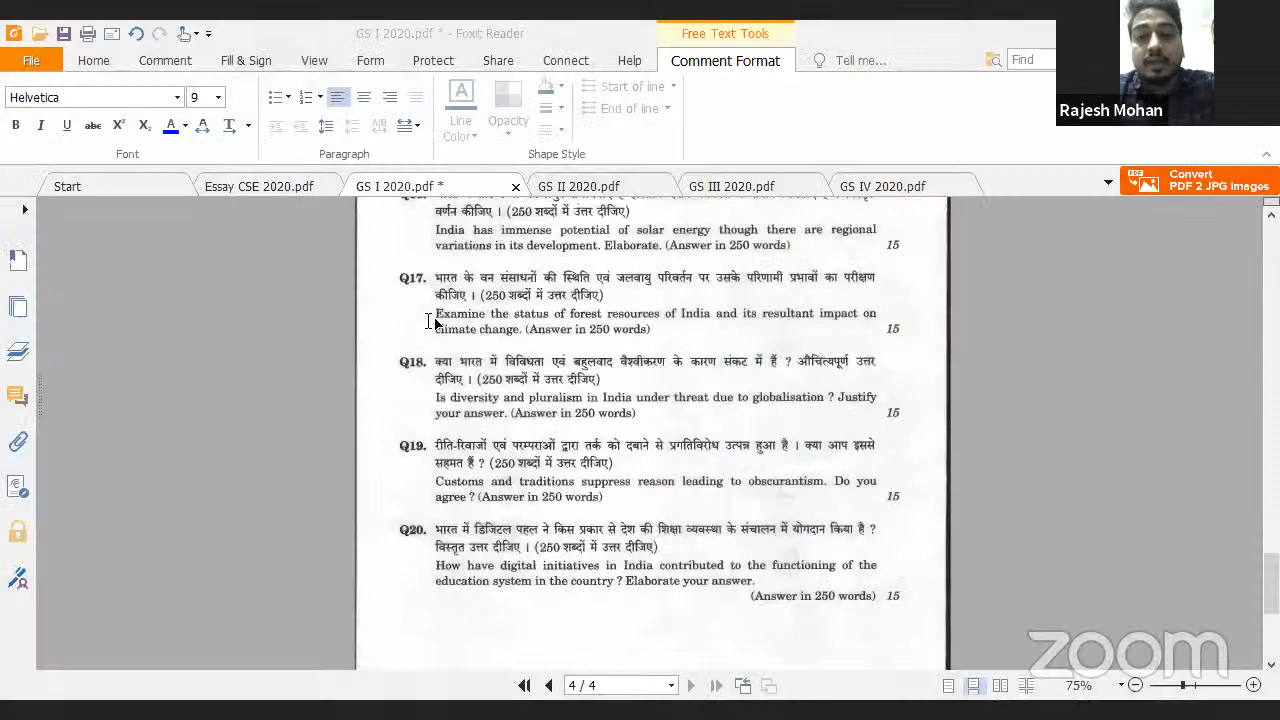 GS I 2020.pdf * - Foxit Reader
Free Text Tools
File Home Comment Fill & Sign View Form Protect Share Connect Help Comment Format Tell me... Find
Helvetica 9
Start of line
End of line
B I U abc X² X₂ A T
Line Color
Opacity
Font Paragraph Shape Style
Rajesh Mohan
Start Essay CSE 2020.pdf GS I 2020.pdf * GS II 2020.pdf GS III 2020.pdf GS IV 2020.pdf
Convert
PDF 2 JPG Images
वर्णन कीजिए । (250 शब्दों में उत्तर दीजिए)
India has immense potential of solar energy though there are regional
variations in its development. Elaborate. (Answer in 250 words) 15
Q17. भारत के वन संसाधनों की स्थिति एवं जलवायु परिवर्तन पर उसके परिणामी प्रभावों का परीक्षण
कीजिए । (250 शब्दों में उत्तर दीजिए)
Examine the status of forest resources of India and its resultant impact on
climate change. (Answer in 250 words) 15
Q18. क्या भारत में विविधता एवं बहुलवाद वैश्वीकरण के कारण संकट में हैं ? औचित्यपूर्ण उत्तर
दीजिए । (250 शब्दों में उत्तर दीजिए)
Is diversity and pluralism in India under threat due to globalisation ? Justify
your answer. (Answer in 250 words) 15
Q19. रीति-रिवाजों एवं परम्पराओं द्वारा तर्क को दबाने से प्रगतिविरोध उत्पन्न हुआ है । क्या आप इससे
सहमत हैं ? (250 शब्दों में उत्तर दीजिए)
Customs and traditions suppress reason leading to obscurantism. Do you
agree ? (Answer in 250 words) 15
Q20. भारत में डिजिटल पहल ने किस प्रकार से देश की शिक्षा व्यवस्था के संचालन में योगदान किया है ?
विस्तृत उत्तर दीजिए । (250 शब्दों में उत्तर दीजिए)
How have digital initiatives in India contributed to the functioning of the
education system in the country ? Elaborate your answer.
(Answer in 250 words) 15
zoom
4 / 4
75%